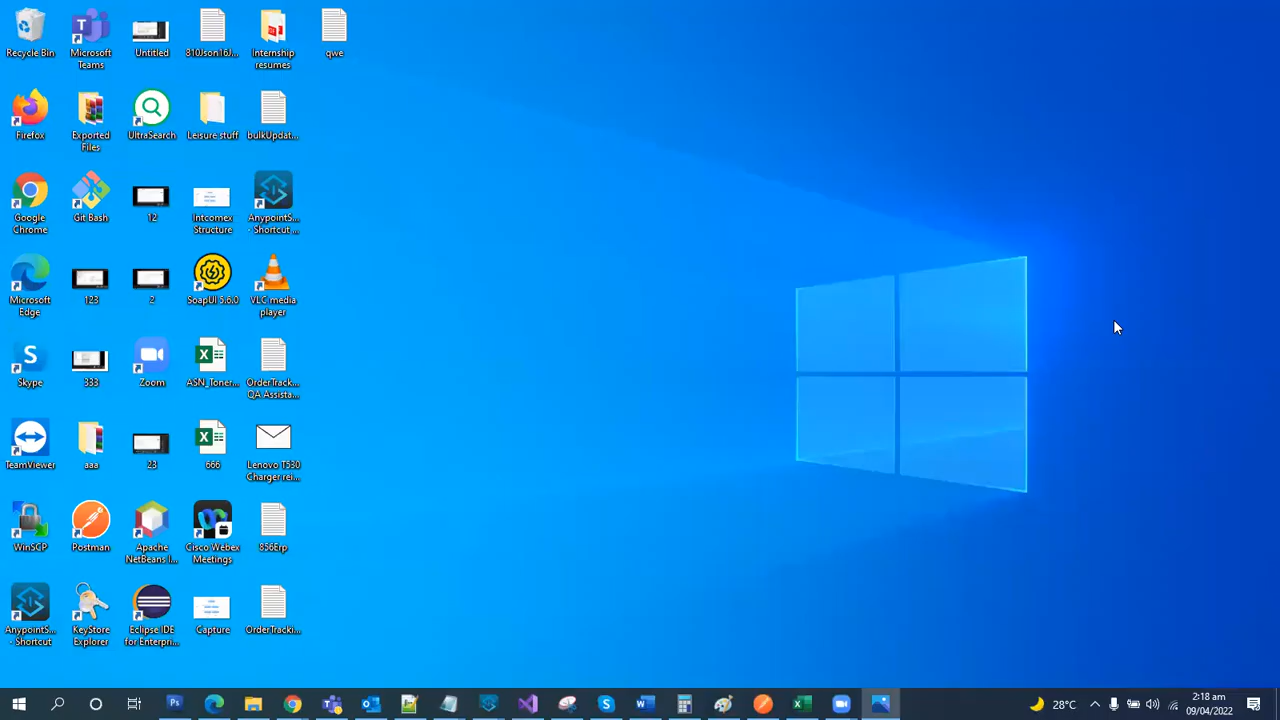 Recycle Bin
Microsoft
Teams
Untitled
810Json16J...
Internship
resumes
qwe
Firefox
Exported
Files
UltraSearch
Leisure stuff
bulkUpdat...
Google
Chrome
Git Bash
12
Intcomex
Structure
AnypointS...
- Shortcut ...
Microsoft
Edge
123
2
SoapUI 5.6.0
VLC media
player
Skype
333
Zoom
ASN_Toner...
OrderTrack...
QA Assista...
TeamViewer
aaa
23
666
Lenovo T530
Charger rei...
WinSCP
Postman
Apache
NetBeans I...
Cisco Webex
Meetings
856Erp
AnypointS...
- Shortcut
KeyStore
Explorer
Eclipse IDE
for Enterpri...
Capture
OrderTracki...
28°C
2:18 am
09/04/2022